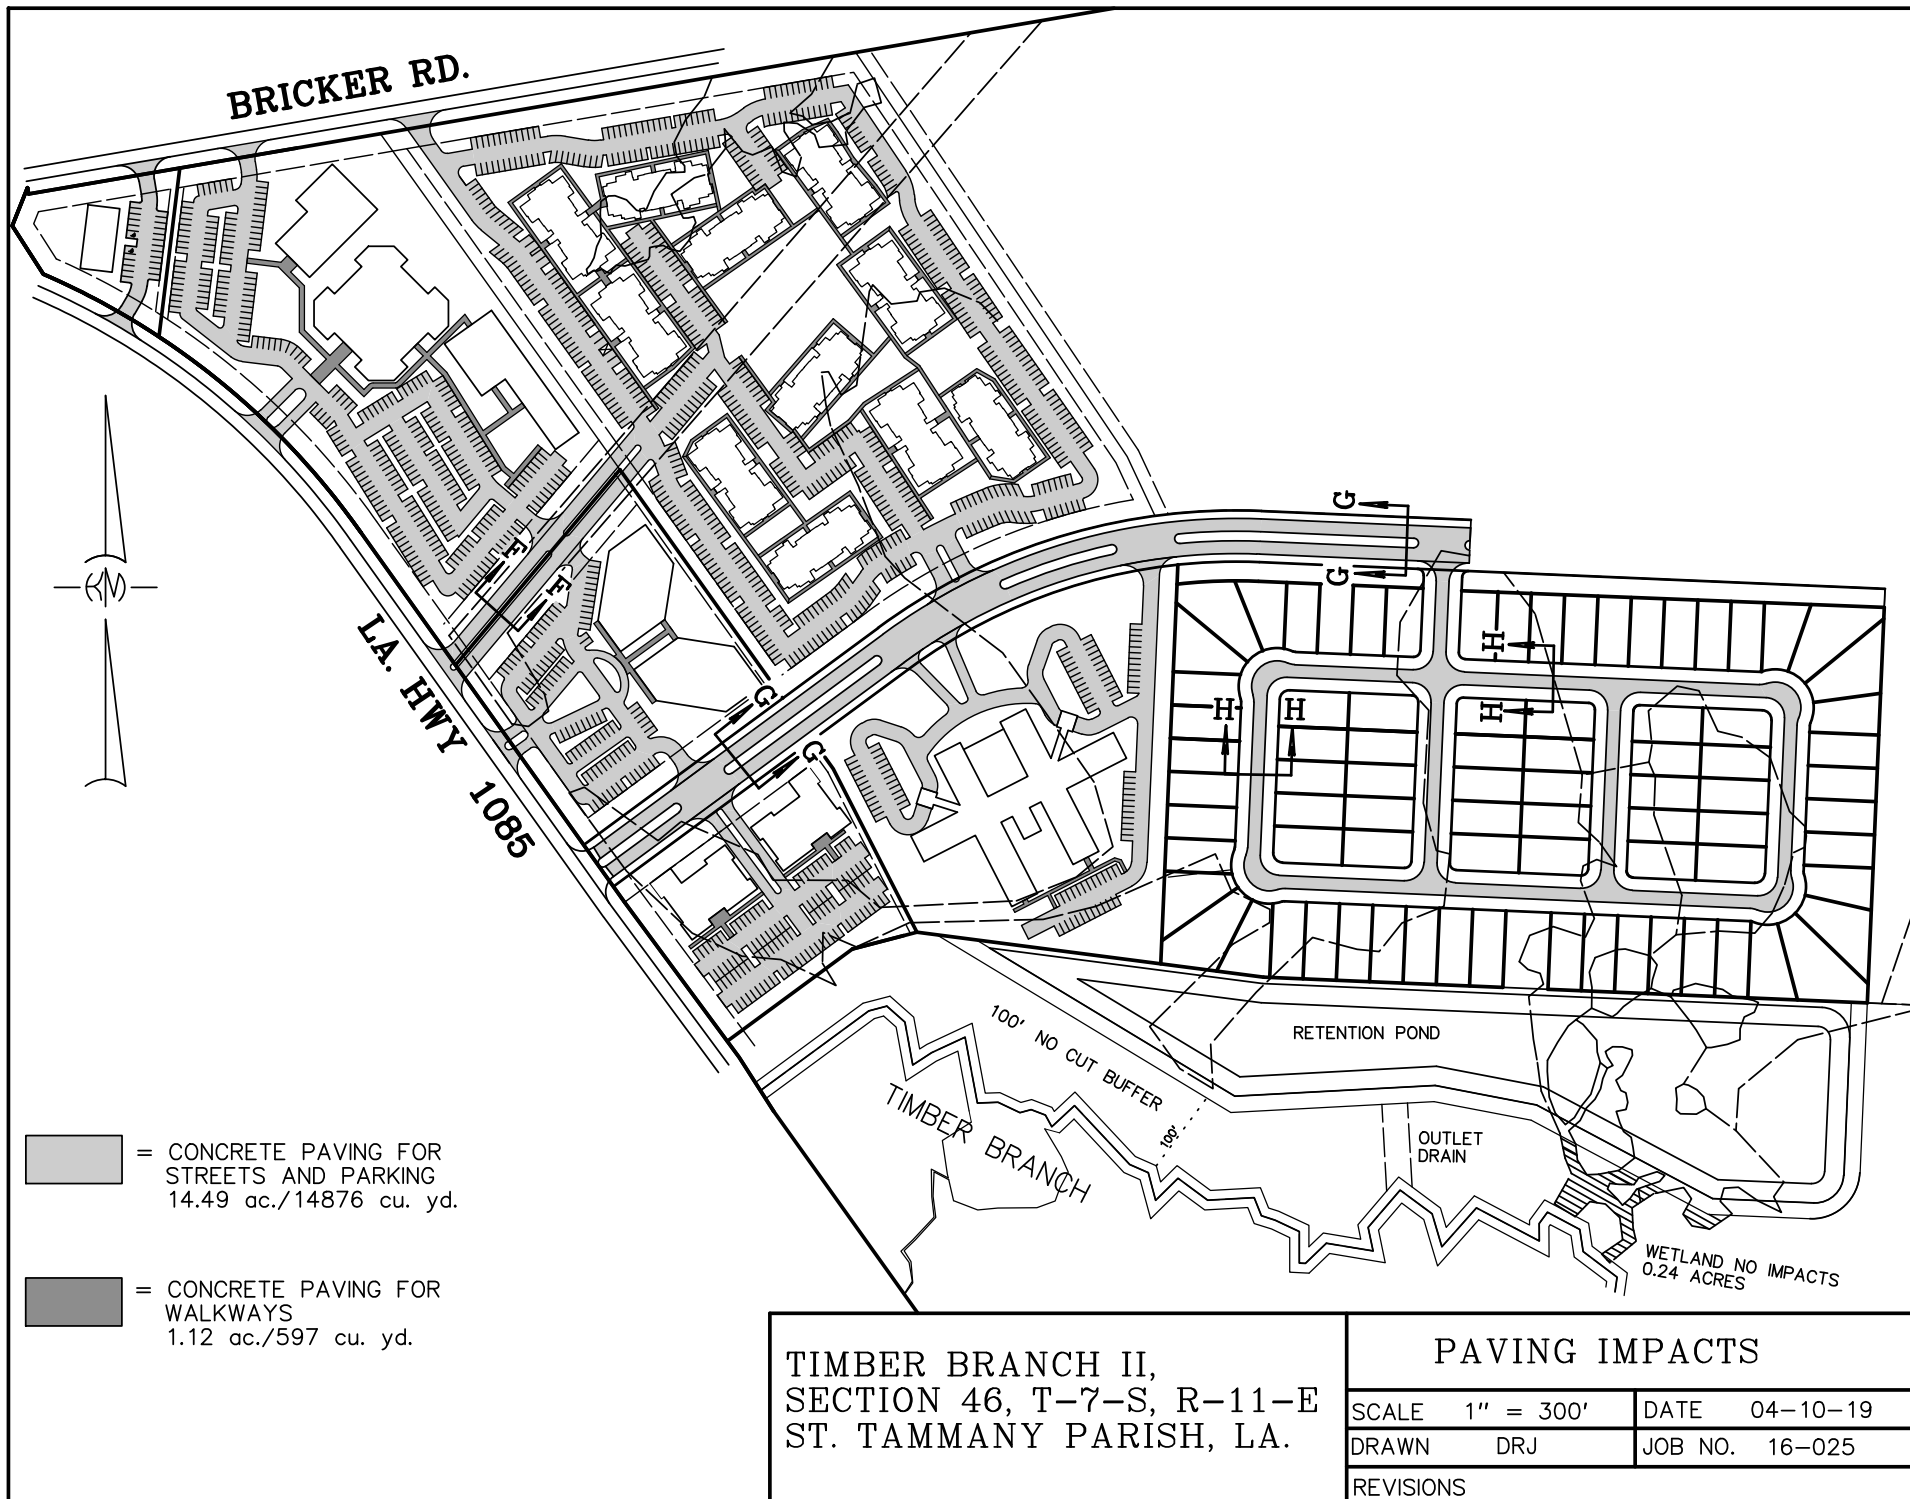 BRICKER RD.
LA. HWY 1085
F
F
G
G
G
G
H
H
H
H
RETENTION POND
100' NO CUT BUFFER
100'
TIMBER BRANCH
OUTLET
DRAIN
WETLAND NO IMPACTS
0.24 ACRES
= CONCRETE PAVING FOR
STREETS AND PARKING
14.49 ac./14876 cu. yd.
= CONCRETE PAVING FOR
WALKWAYS
1.12 ac./597 cu. yd.
TIMBER BRANCH II,
SECTION 46, T-7-S, R-11-E
ST. TAMMANY PARISH, LA.
PAVING IMPACTS
SCALE 1" = 300'
DATE 04-10-19
DRAWN DRJ
JOB NO. 16-025
REVISIONS